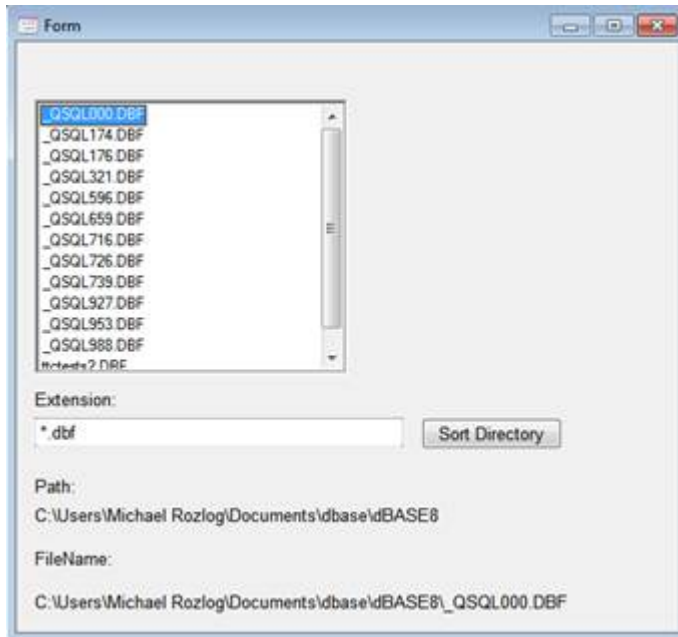 Form
_QSQL000.DBF
_QSQL174.DBF
_QSQL176.DBF
_QSQL321.DBF
_QSQL596.DBF
_QSQL659.DBF
_QSQL716.DBF
_QSQL726.DBF
_QSQL739.DBF
_QSQL927.DBF
_QSQL953.DBF
_QSQL988.DBF
Extension:
*.dbf Sort Directory
Path:
C:\Users\Michael Rozlog\Documents\dbase\dBASE8
FileName:
C:\Users\Michael Rozlog\Documents\dbase\dBASE8\_QSQL000.DBF